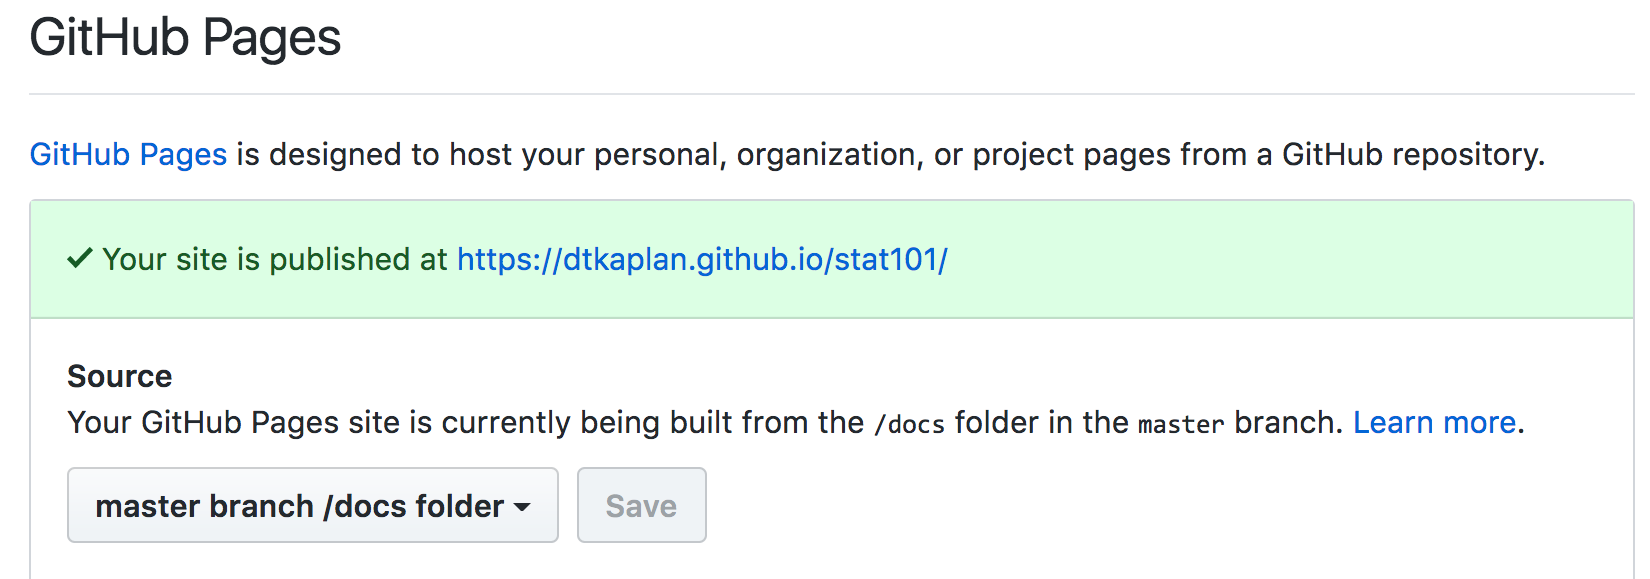 GitHub Pages
GitHub Pages is designed to host your personal, organization, or project pages from a GitHub repository.
✓ Your site is published at https://dtkaplan.github.io/stat101/
Source
Your GitHub Pages site is currently being built from the /docs folder in the master branch. Learn more.
master branch /docs folder
Save